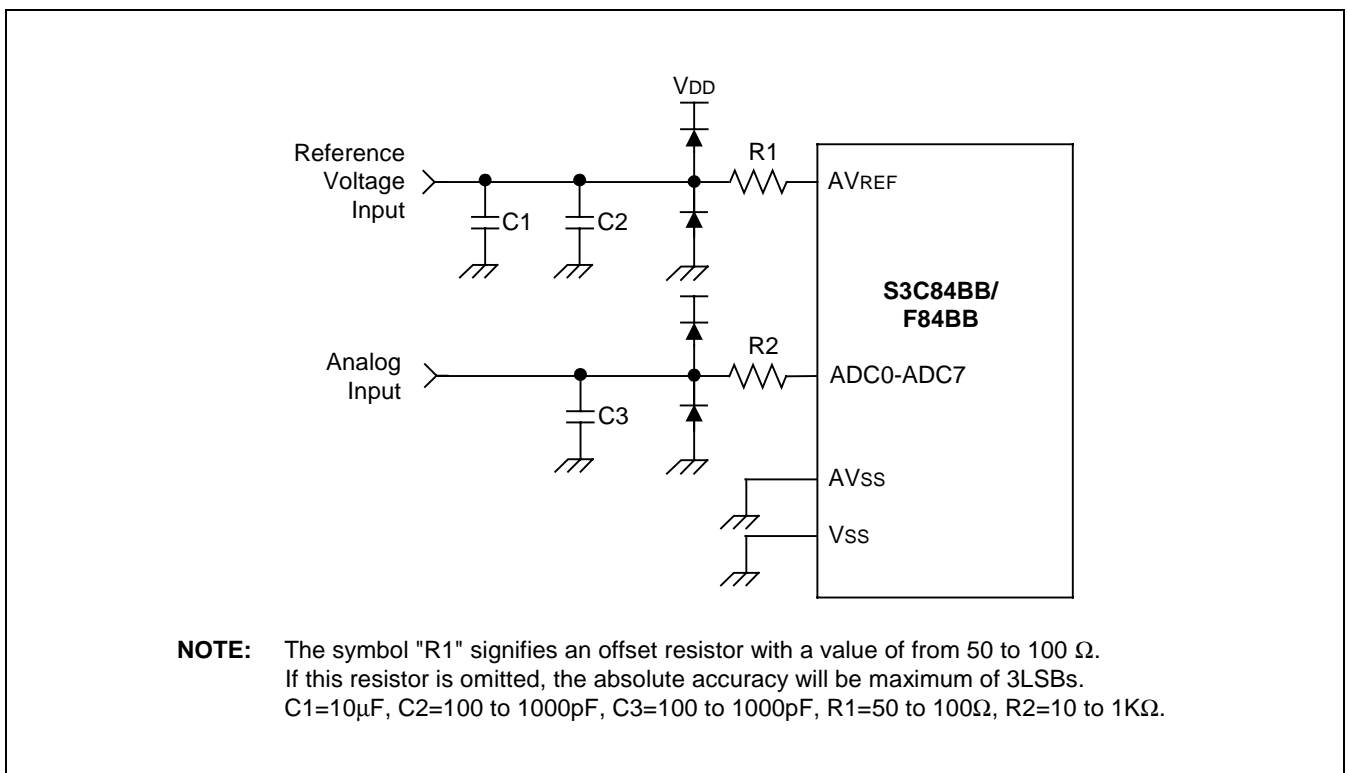 VDD
Reference
Voltage
Input
R1
AVREF
C1
C2
S3C84BB/
F84BB
Analog
Input
R2
ADC0-ADC7
C3
AVss
Vss
NOTE: The symbol "R1" signifies an offset resistor with a value of from 50 to 100 Ω.
If this resistor is omitted, the absolute accuracy will be maximum of 3LSBs.
C1=10μF, C2=100 to 1000pF, C3=100 to 1000pF, R1=50 to 100Ω, R2=10 to 1KΩ.